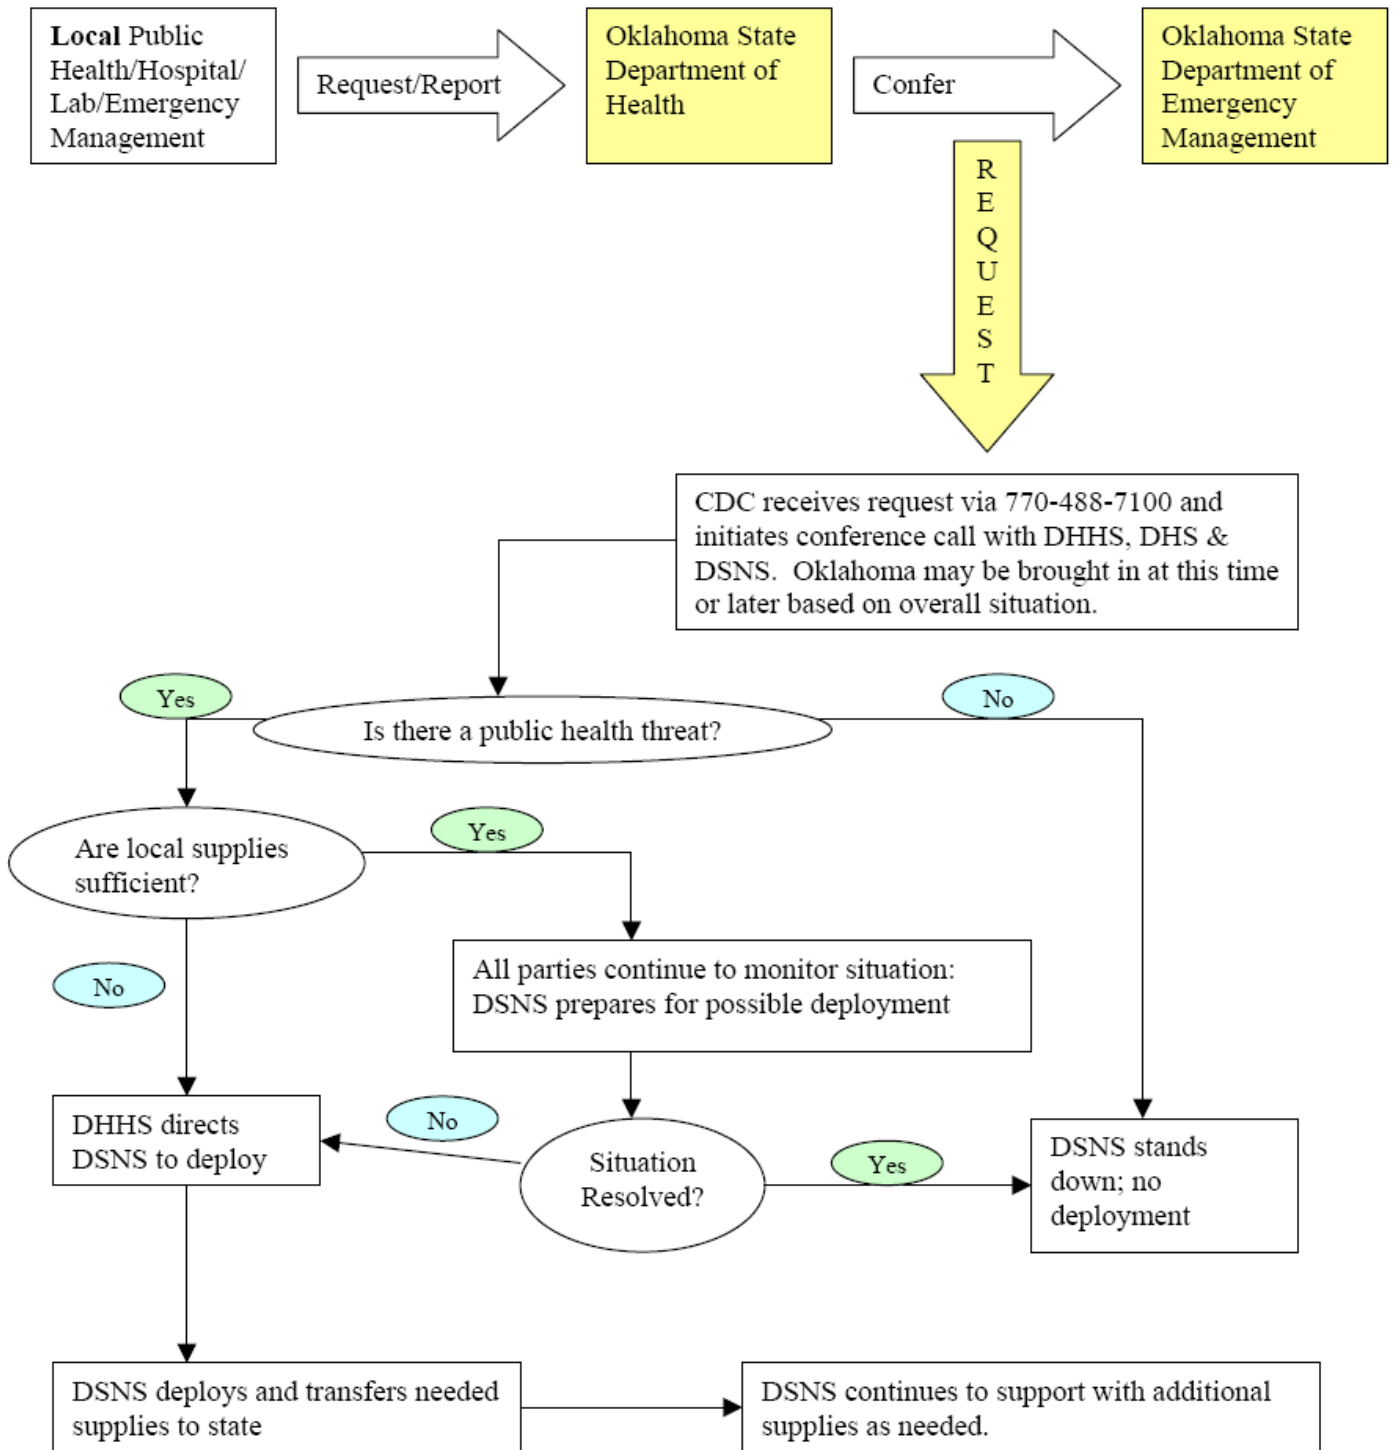 Local Public
Health/Hospital/
Lab/Emergency
Management
Request/Report
Oklahoma State
Department of
Health
Confer
Oklahoma State
Department of
Emergency
Management
R
E
Q
U
E
S
T
CDC receives request via 770-488-7100 and
initiates conference call with DHHS, DHS &
DSNS.  Oklahoma may be brought in at this time
or later based on overall situation.
Yes
No
Is there a public health threat?
Are local supplies
sufficient?
Yes
No
All parties continue to monitor situation:
DSNS prepares for possible deployment
DHHS directs
DSNS to deploy
No
Situation
Resolved?
Yes
DSNS stands
down; no
deployment
DSNS deploys and transfers needed
supplies to state
DSNS continues to support with additional
supplies as needed.